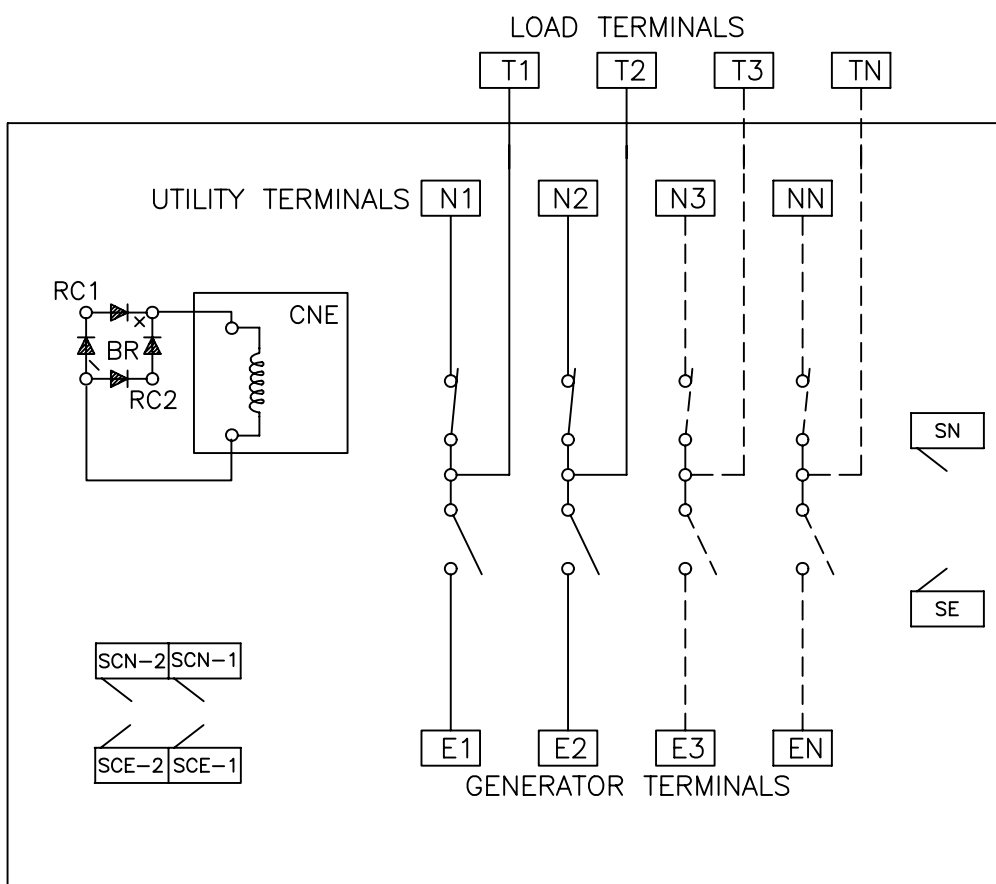 LOAD TERMINALS
T1 T2 T3 TN
UTILITY TERMINALS N1 N2 N3 NN
RC1
CNE
BR
RC2
SN
SE
SCN-2 SCN-1
SCE-2 SCE-1
E1 E2 E3 EN
GENERATOR TERMINALS